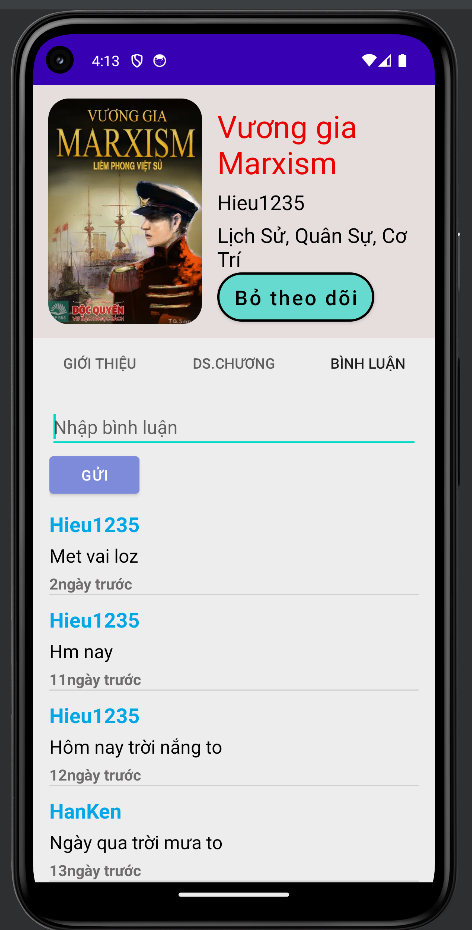 4:13
VƯƠNG GIA
MARXISM
LIÊM PHONG VIỆT SỬ
ĐỘC QUYỀN
Vương gia
Marxism
Hieu1235
Lịch Sử, Quân Sự, Cơ
Trí
Bỏ theo dõi
GIỚI THIỆU
DS.CHƯƠNG
BÌNH LUẬN
Nhập bình luận
GỬI
Hieu1235
Met vai loz
2ngày trước
Hieu1235
Hm nay
11ngày trước
Hieu1235
Hôm nay trời nắng to
12ngày trước
HanKen
Ngày qua trời mưa to
13ngày trước